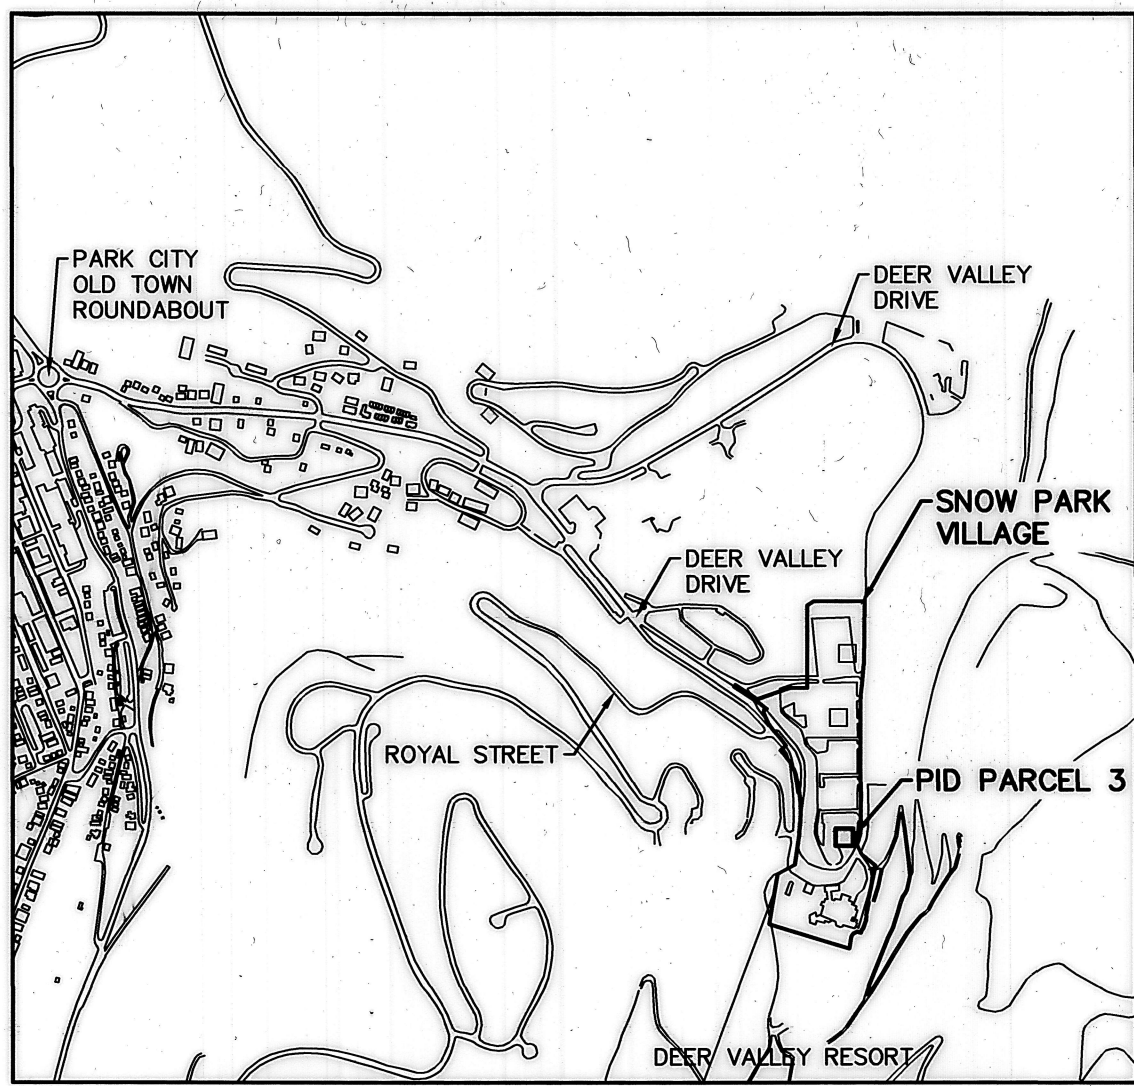 PARK CITY
OLD TOWN
ROUNDABOUT
DEER VALLEY
DRIVE
SNOW PARK
VILLAGE
DEER VALLEY
DRIVE
ROYAL STREET
PID PARCEL 3
DEER VALLEY RESORT